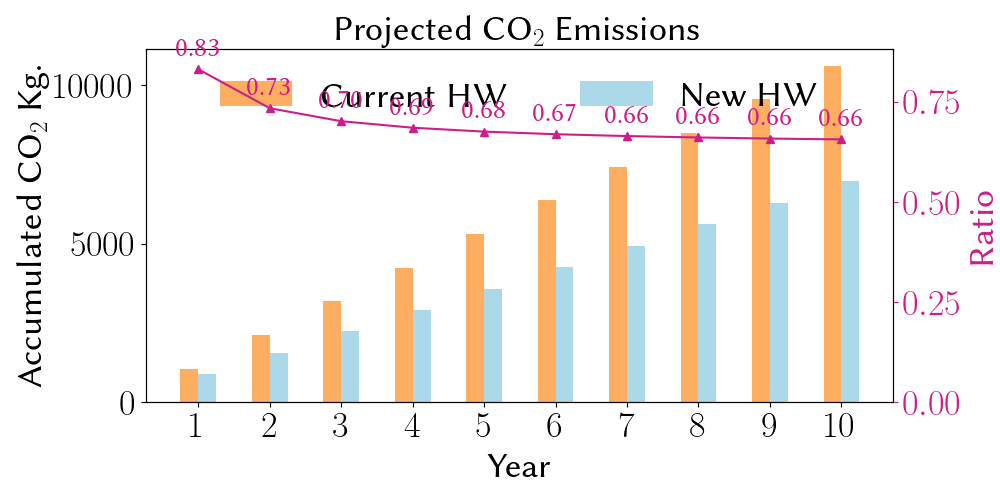 Projected CO₂ Emissions
0.83
0.73
0.70
0.69
0.68
0.67
0.66
0.66
0.66
0.66
Current HW
New HW
Accumulated CO₂ Kg.
10000
5000
0
0.75
0.50
0.25
0.00
Ratio
1 2 3 4 5 6 7 8 9 10
Year